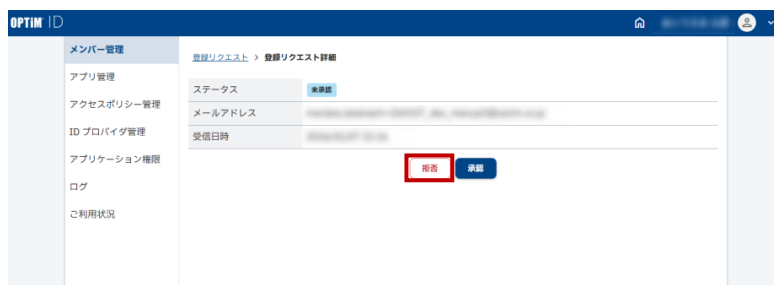 OPTiM ID
メンバー管理
アプリ管理
アクセスポリシー管理
ID プロバイダ管理
アプリケーション権限
ログ
ご利用状況
登録リクエスト > 登録リクエスト詳細
ステータス 未承認
メールアドレス
受信日時
拒否 承認